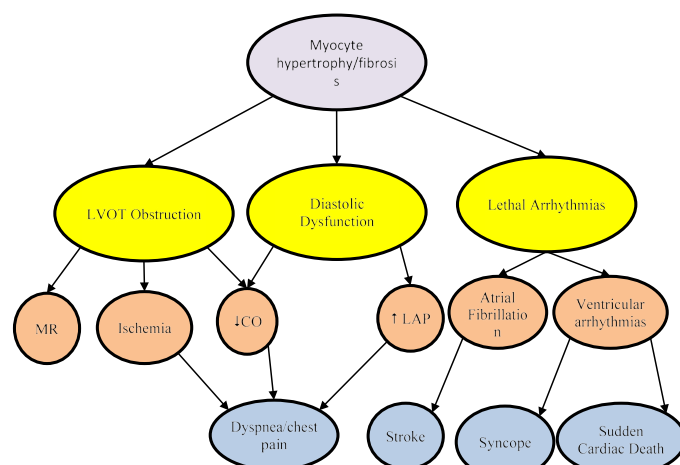 Myocyte
hypertrophy/fibrosi
s
LVOT Obstruction
Diastolic
Dysfunction
Lethal Arrhythmias
MR
Ischemia
↓CO
↑ LAP
Atrial
Fibrillatio
n
Ventricular
arrhythmias
Dyspnea/chest
pain
Stroke
Syncope
Sudden
Cardiac Death